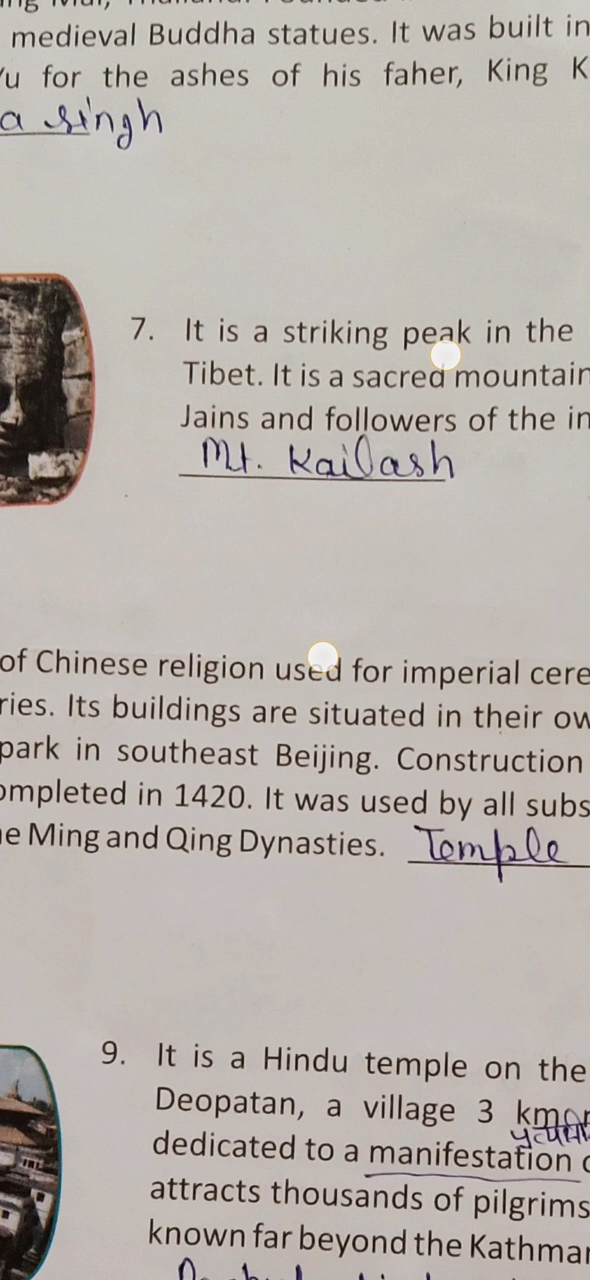 medieval Buddha statues. It was built in
Yu for the ashes of his faher, King K
a singh
7. It is a striking peak in the
Tibet. It is a sacred mountain
Jains and followers of the in
Mt. Kailash
of Chinese religion used for imperial cere
ries. Its buildings are situated in their ow
park in southeast Beijing. Construction
ompleted in 1420. It was used by all subs
e Ming and Qing Dynasties. Temple
9. It is a Hindu temple on the
Deopatan, a village 3 km
dedicated to a manifestation
attracts thousands of pilgrims
known far beyond the Kathma